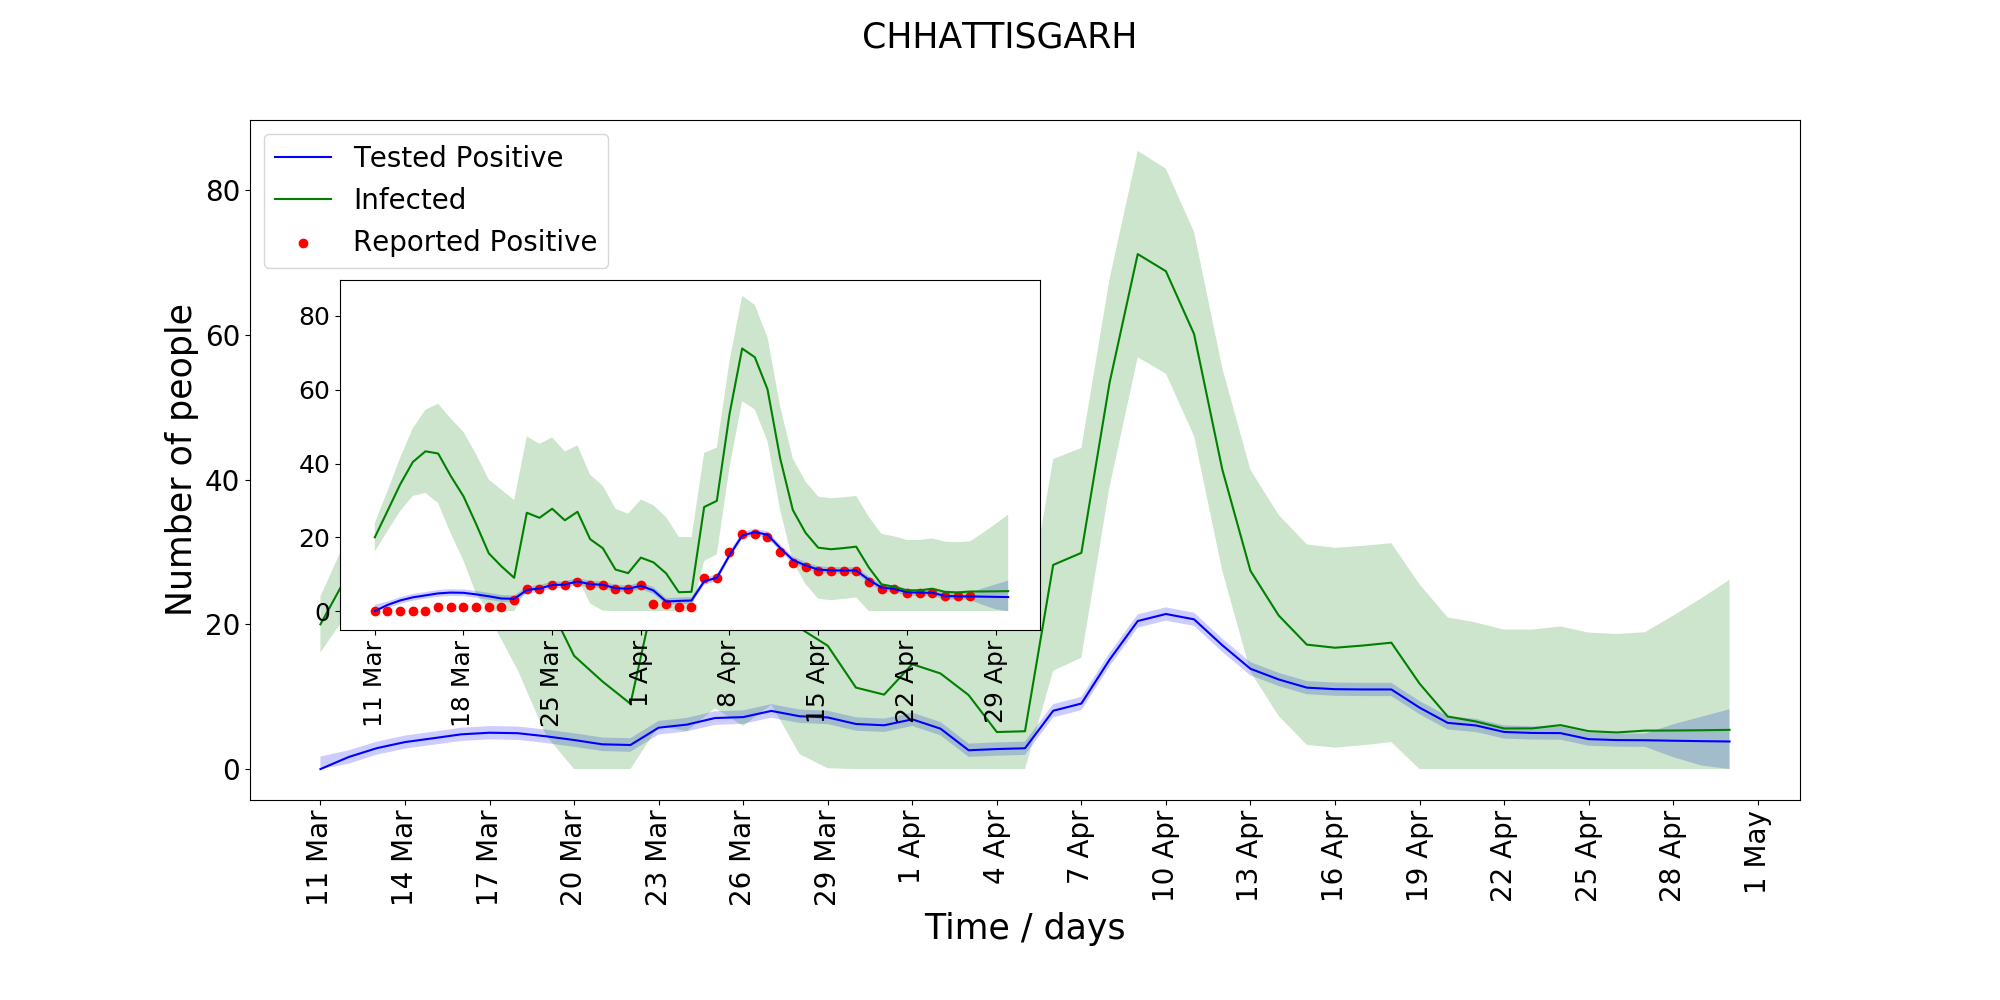 CHHATTISGARH
Tested Positive
Infected
Reported Positive
Number of people
80
60
40
20
0
80
60
40
20
0
11 Mar
18 Mar
25 Mar
1 Apr
8 Apr
15 Apr
22 Apr
29 Apr
11 Mar
14 Mar
17 Mar
20 Mar
23 Mar
26 Mar
29 Mar
1 Apr
4 Apr
7 Apr
10 Apr
13 Apr
16 Apr
19 Apr
22 Apr
25 Apr
28 Apr
1 May
Time / days